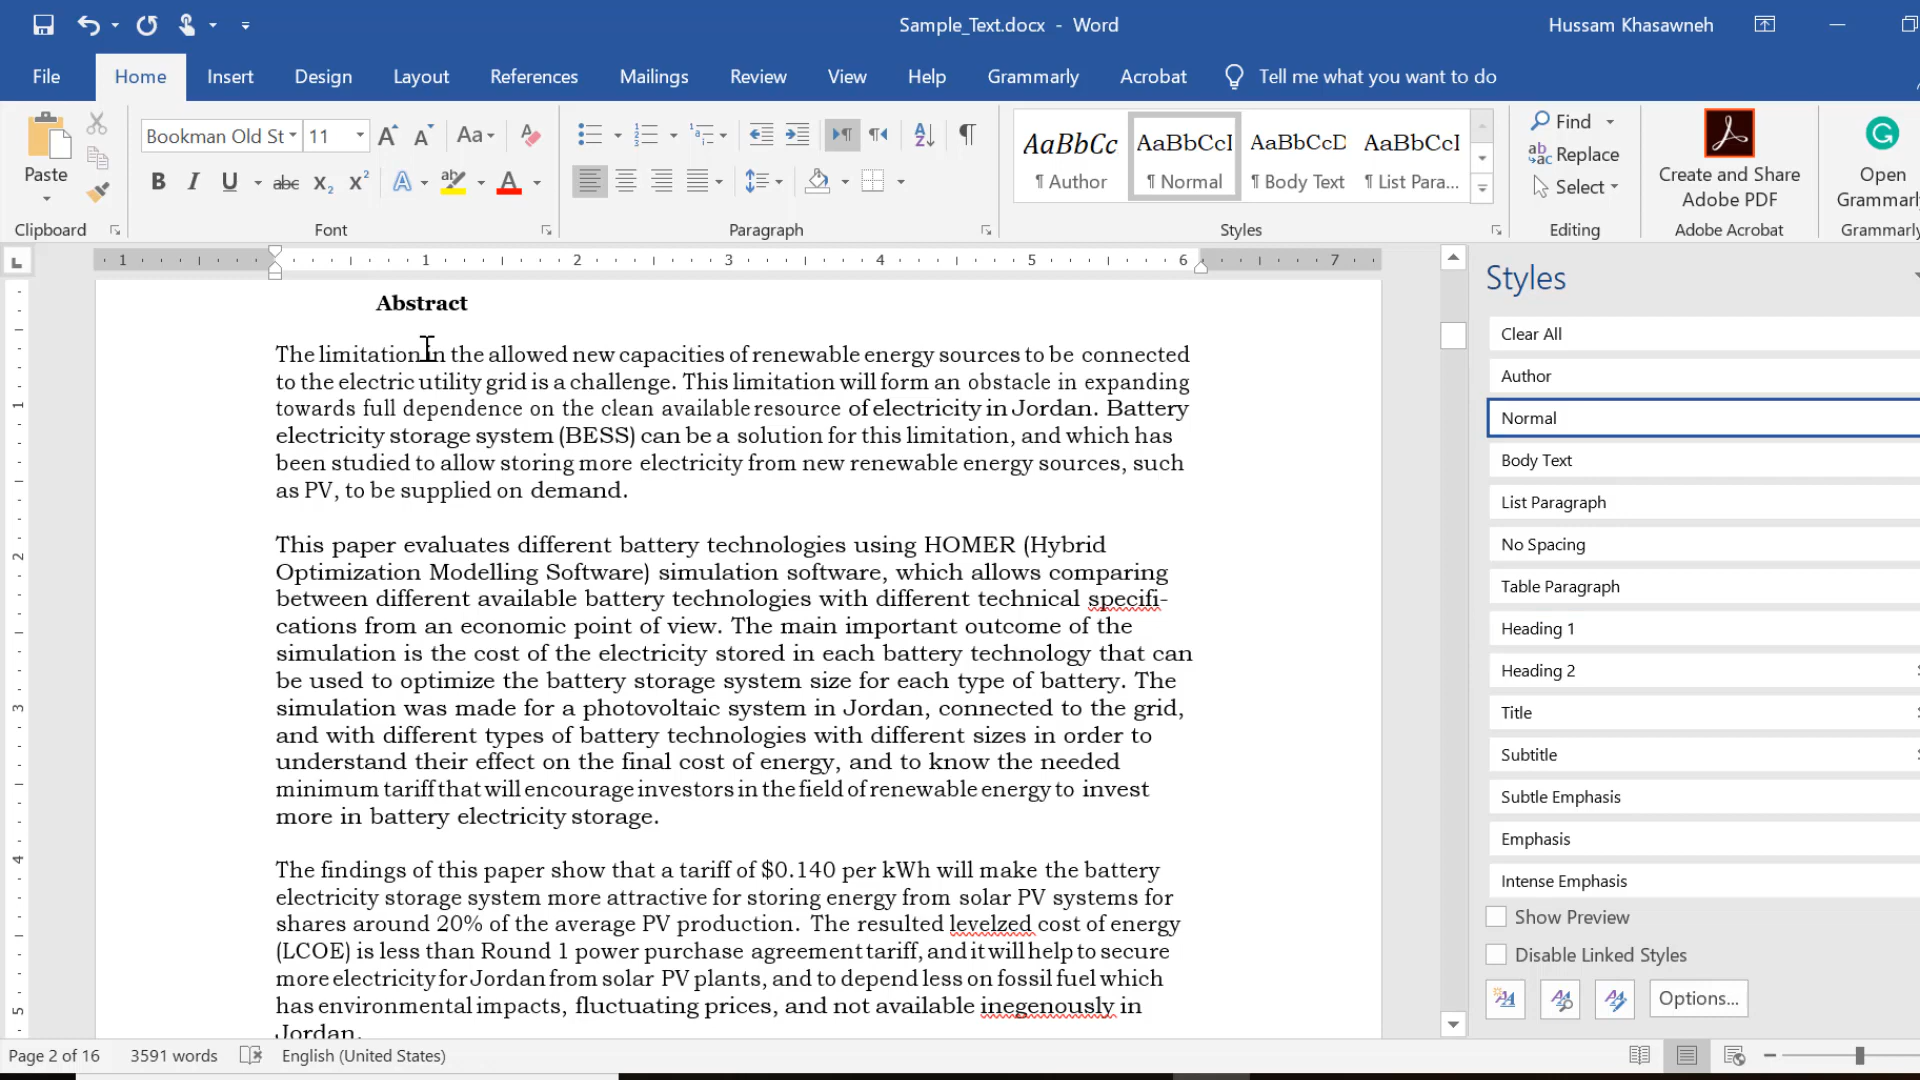 Sample_Text.docx - Word
Hussam Khasawneh
File Home Insert Design Layout References Mailings Review View Help Grammarly Acrobat Tell me what you want to do
Bookman Old St 11 Aa
AaBbCc AaBbCcI AaBbCcD AaBbCcI
Find
Replace
Select
Paste
B I U abc X2 X2 A A
¶ Author ¶ Normal ¶ Body Text ¶ List Para...
Create and Share
Adobe PDF
Open
Grammarly
Clipboard Font Paragraph Styles Editing Adobe Acrobat Grammarly
1 1 2 3 4 5 6 7
Abstract
The limitation in the allowed new capacities of renewable energy sources to be connected
to the electric utility grid is a challenge. This limitation will form an obstacle in expanding
towards full dependence on the clean available resource of electricity in Jordan. Battery
electricity storage system (BESS) can be a solution for this limitation, and which has
been studied to allow storing more electricity from new renewable energy sources, such
as PV, to be supplied on demand.
This paper evaluates different battery technologies using HOMER (Hybrid
Optimization Modelling Software) simulation software, which allows comparing
between different available battery technologies with different technical specifi-
cations from an economic point of view. The main important outcome of the
simulation is the cost of the electricity stored in each battery technology that can
be used to optimize the battery storage system size for each type of battery. The
simulation was made for a photovoltaic system in Jordan, connected to the grid,
and with different types of battery technologies with different sizes in order to
understand their effect on the final cost of energy, and to know the needed
minimum tariff that will encourage investors in the field of renewable energy to invest
more in battery electricity storage.
The findings of this paper show that a tariff of $0.140 per kWh will make the battery
electricity storage system more attractive for storing energy from solar PV systems for
shares around 20% of the average PV production. The resulted levelzed cost of energy
(LCOE) is less than Round 1 power purchase agreement tariff, and it will help to secure
more electricity for Jordan from solar PV plants, and to depend less on fossil fuel which
has environmental impacts, fluctuating prices, and not available inegenously in
Jordan.
1
2
3
4
5
Styles
Clear All
Author
Normal
Body Text
List Paragraph
No Spacing
Table Paragraph
Heading 1
Heading 2
Title
Subtitle
Subtle Emphasis
Emphasis
Intense Emphasis
Show Preview
Disable Linked Styles
Options...
Page 2 of 16 3591 words English (United States)